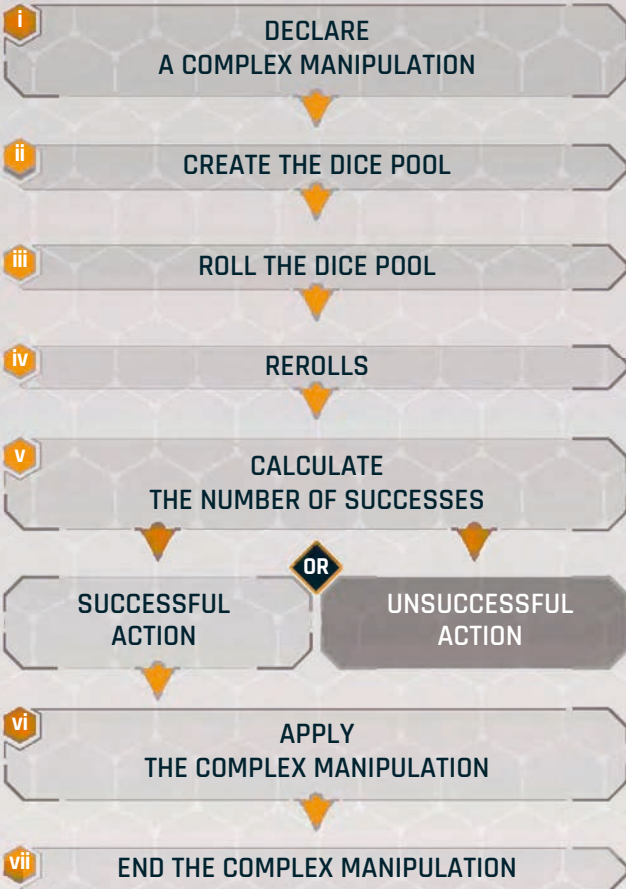 i
DECLARE
A COMPLEX MANIPULATION
ii
CREATE THE DICE POOL
iii
ROLL THE DICE POOL
iv
REROLLS
v
CALCULATE
THE NUMBER OF SUCCESSES
OR
SUCCESSFUL
ACTION
UNSUCCESSFUL
ACTION
vi
APPLY
THE COMPLEX MANIPULATION
vii
END THE COMPLEX MANIPULATION